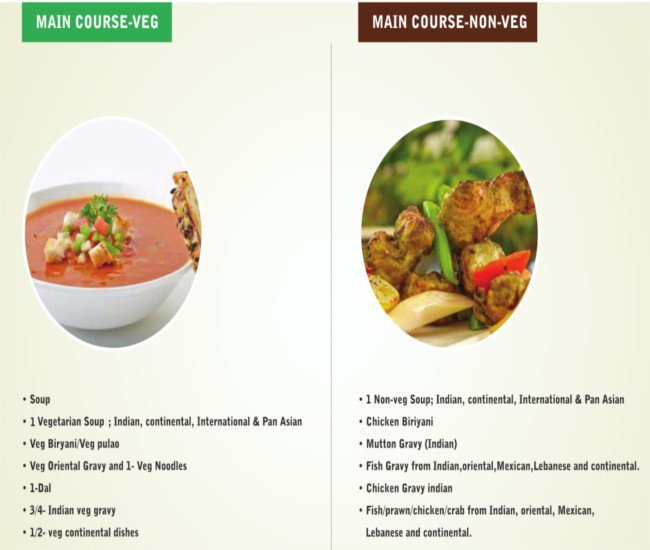 MAIN COURSE-VEG
• Soup
• 1 Vegetarian Soup ; Indian, continental, International & Pan Asian
• Veg Biryani/Veg pulao
• Veg Oriental Gravy and 1- Veg Noodles
• 1-Dal
• 3/4- Indian veg gravy
• 1/2- veg continental dishes
MAIN COURSE-NON-VEG
• 1 Non-veg Soup; Indian, continental, International & Pan Asian
• Chicken Biriyani
• Mutton Gravy (Indian)
• Fish Gravy from Indian,oriental,Mexican,Lebanese and continental.
• Chicken Gravy indian
• Fish/prawn/chicken/crab from Indian, oriental, Mexican,
Lebanese and continental.